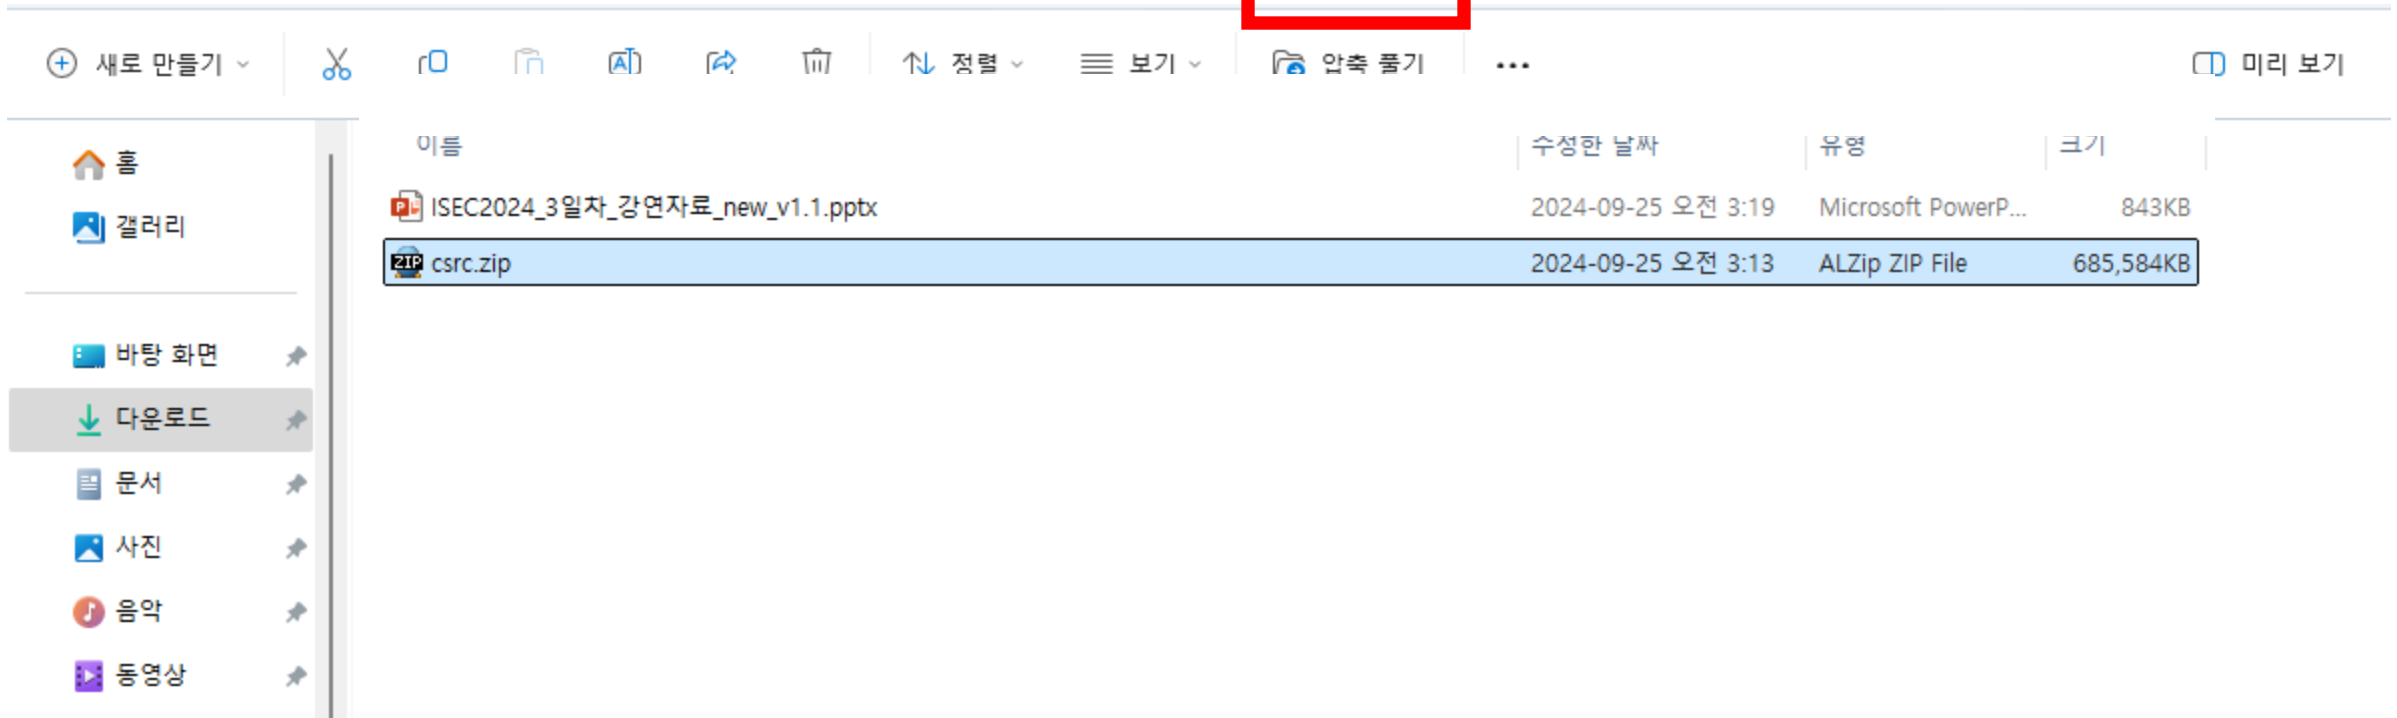 새로 만들기 정렬 보기 압축 풀기 ... 미리 보기
이름 수정한 날짜 유형 크기
ISEC2024_3일차_강연자료_new_v1.1.pptx 2024-09-25 오전 3:19 Microsoft PowerP... 843KB
ZIP csrc.zip 2024-09-25 오전 3:13 ALZip ZIP File 685,584KB
홈
갤러리
바탕 화면
다운로드
문서
사진
음악
동영상